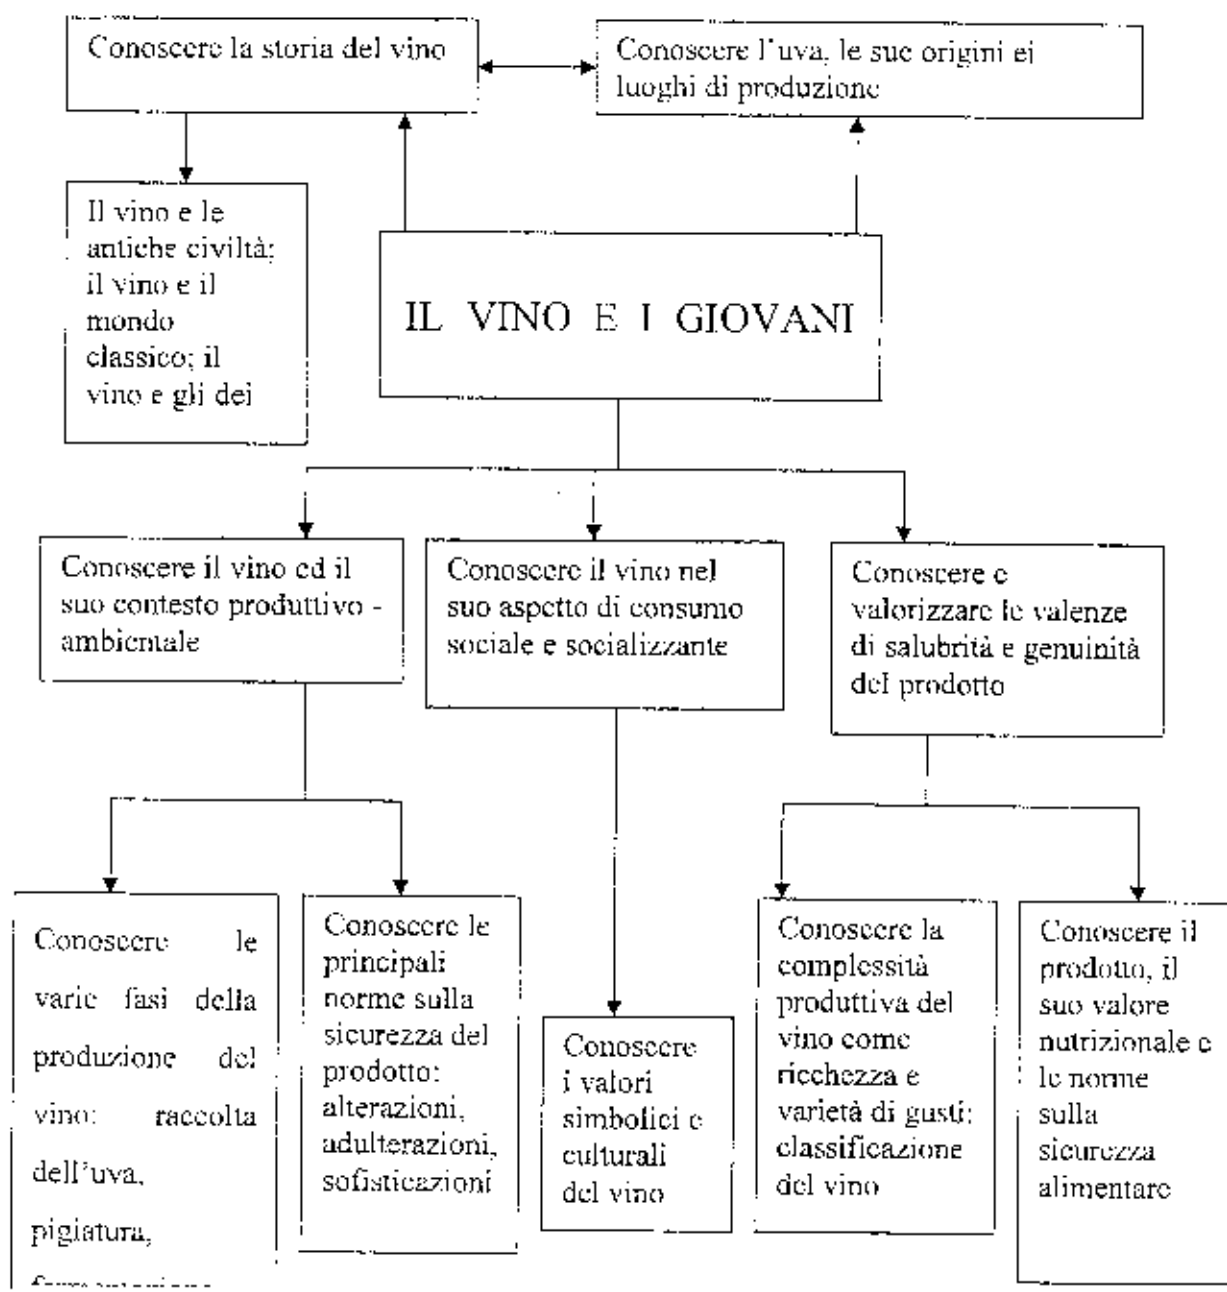 Conoscere la storia del vino
Conoscere l'uva, le sue origini ei
luoghi di produzione
Il vino e le
antiche civiltà;
il vino e il
mondo
classico; il
vino e gli dei
IL VINO E I GIOVANI
Conoscere il vino ed il
suo contesto produttivo -
ambientale
Conoscere il vino nel
suo aspetto di consumo
sociale e socializzante
Conoscere e
valorizzare le valenze
di salubrità e genuinità
del prodotto
Conoscere le
varie fasi della
produzione del
vino: raccolta
dell'uva,
pigiatura,
Conoscere le
principali
norme sulla
sicurezza del
prodotto:
alterazioni,
adulterazioni,
sofisticazioni
Conoscere
i valori
simbolici e
culturali
del vino
Conoscere la
complessità
produttiva del
vino come
ricchezza e
varietà di gusti:
classificazione
del vino
Conoscere il
prodotto, il
suo valore
nutrizionale e
le norme
sulla
sicurezza
alimentare